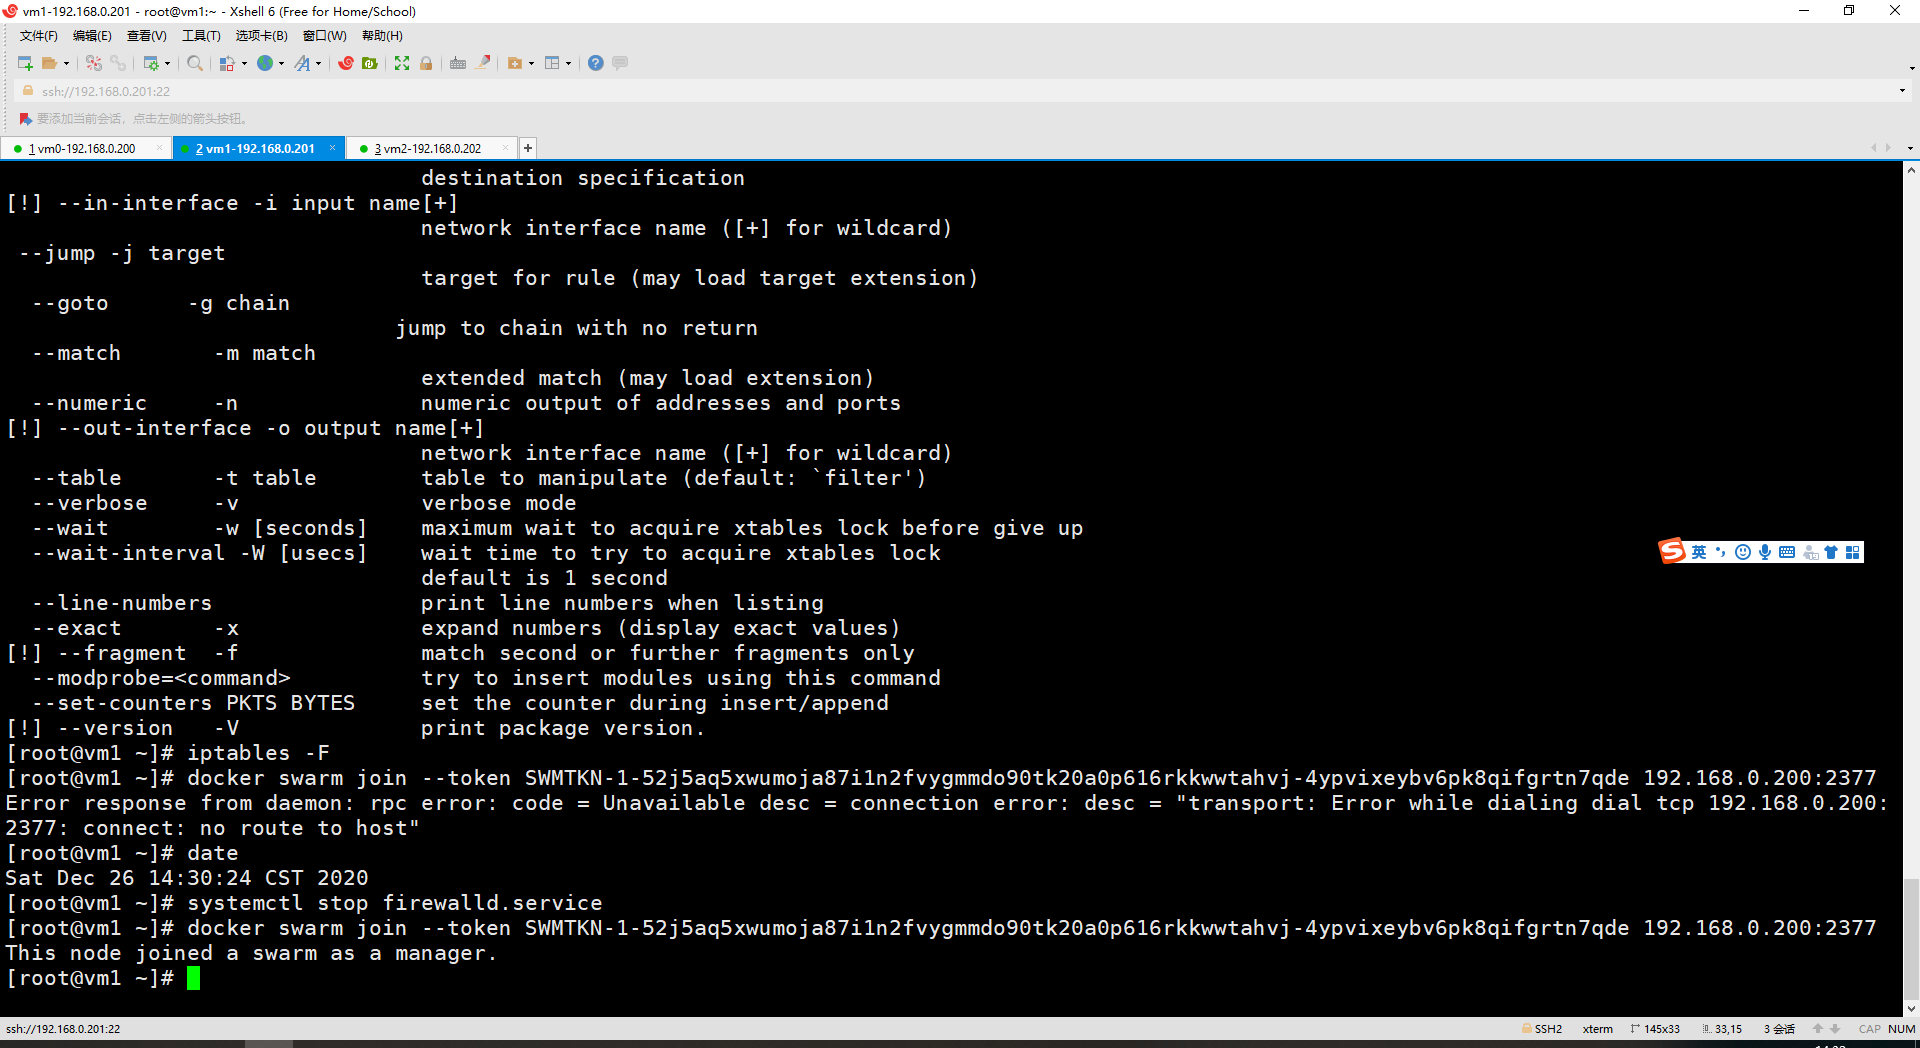 vm1-192.168.0.201 - root@vm1:~ - Xshell 6 (Free for Home/School)
文件(F) 编辑(E) 查看(V) 工具(T) 选项卡(B) 窗口(W) 帮助(H)
ssh://192.168.0.201:22
要添加当前会话，点击左侧的箭头按钮。
1 vm0-192.168.0.200 2 vm1-192.168.0.201 3 vm2-192.168.0.202
destination specification
[!] --in-interface -i input name[+]
network interface name ([+] for wildcard)
--jump -j target
target for rule (may load target extension)
--goto -g chain
jump to chain with no return
--match -m match
extended match (may load extension)
--numeric -n numeric output of addresses and ports
[!] --out-interface -o output name[+]
network interface name ([+] for wildcard)
--table -t table table to manipulate (default: `filter')
--verbose -v verbose mode
--wait -w [seconds] maximum wait to acquire xtables lock before give up
--wait-interval -W [usecs] wait time to try to acquire xtables lock
default is 1 second
--line-numbers print line numbers when listing
--exact -x expand numbers (display exact values)
[!] --fragment -f match second or further fragments only
--modprobe=<command> try to insert modules using this command
--set-counters PKTS BYTES set the counter during insert/append
[!] --version -V print package version.
[root@vm1 ~]# iptables -F
[root@vm1 ~]# docker swarm join --token SWMTKN-1-52j5aq5xwumoja87i1n2fvygmmdo90tk20a0p616rkkwwtahvj-4ypvixeybv6pk8qifgrtn7qde 192.168.0.200:2377
Error response from daemon: rpc error: code = Unavailable desc = connection error: desc = "transport: Error while dialing dial tcp 192.168.0.200:
2377: connect: no route to host"
[root@vm1 ~]# date
Sat Dec 26 14:30:24 CST 2020
[root@vm1 ~]# systemctl stop firewalld.service
[root@vm1 ~]# docker swarm join --token SWMTKN-1-52j5aq5xwumoja87i1n2fvygmmdo90tk20a0p616rkkwwtahvj-4ypvixeybv6pk8qifgrtn7qde 192.168.0.200:2377
This node joined a swarm as a manager.
[root@vm1 ~]#
英
ssh://192.168.0.201:22 SSH2 xterm 145x33 33,15 3 会话 CAP NUM